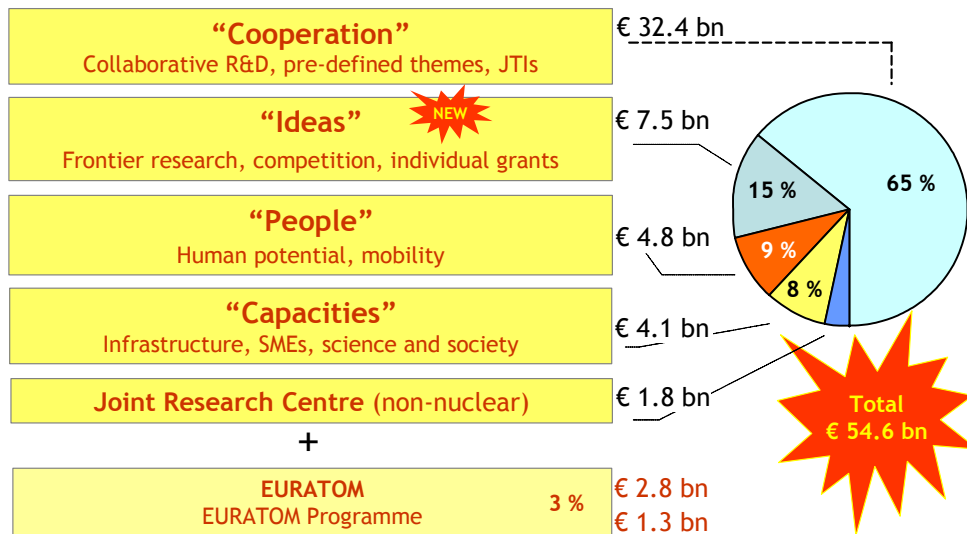 “Cooperation”
Collaborative R&D, pre-defined themes, JTIs
€ 32.4 bn
“Ideas”
NEW
Frontier research, competition, individual grants
€ 7.5 bn
“People”
Human potential, mobility
€ 4.8 bn
“Capacities”
Infrastructure, SMEs, science and society
€ 4.1 bn
Joint Research Centre (non-nuclear)
€ 1.8 bn
+
EURATOM
EURATOM Programme
3 %
€ 2.8 bn
€ 1.3 bn
65 %
15 %
9 %
8 %
Total
€ 54.6 bn